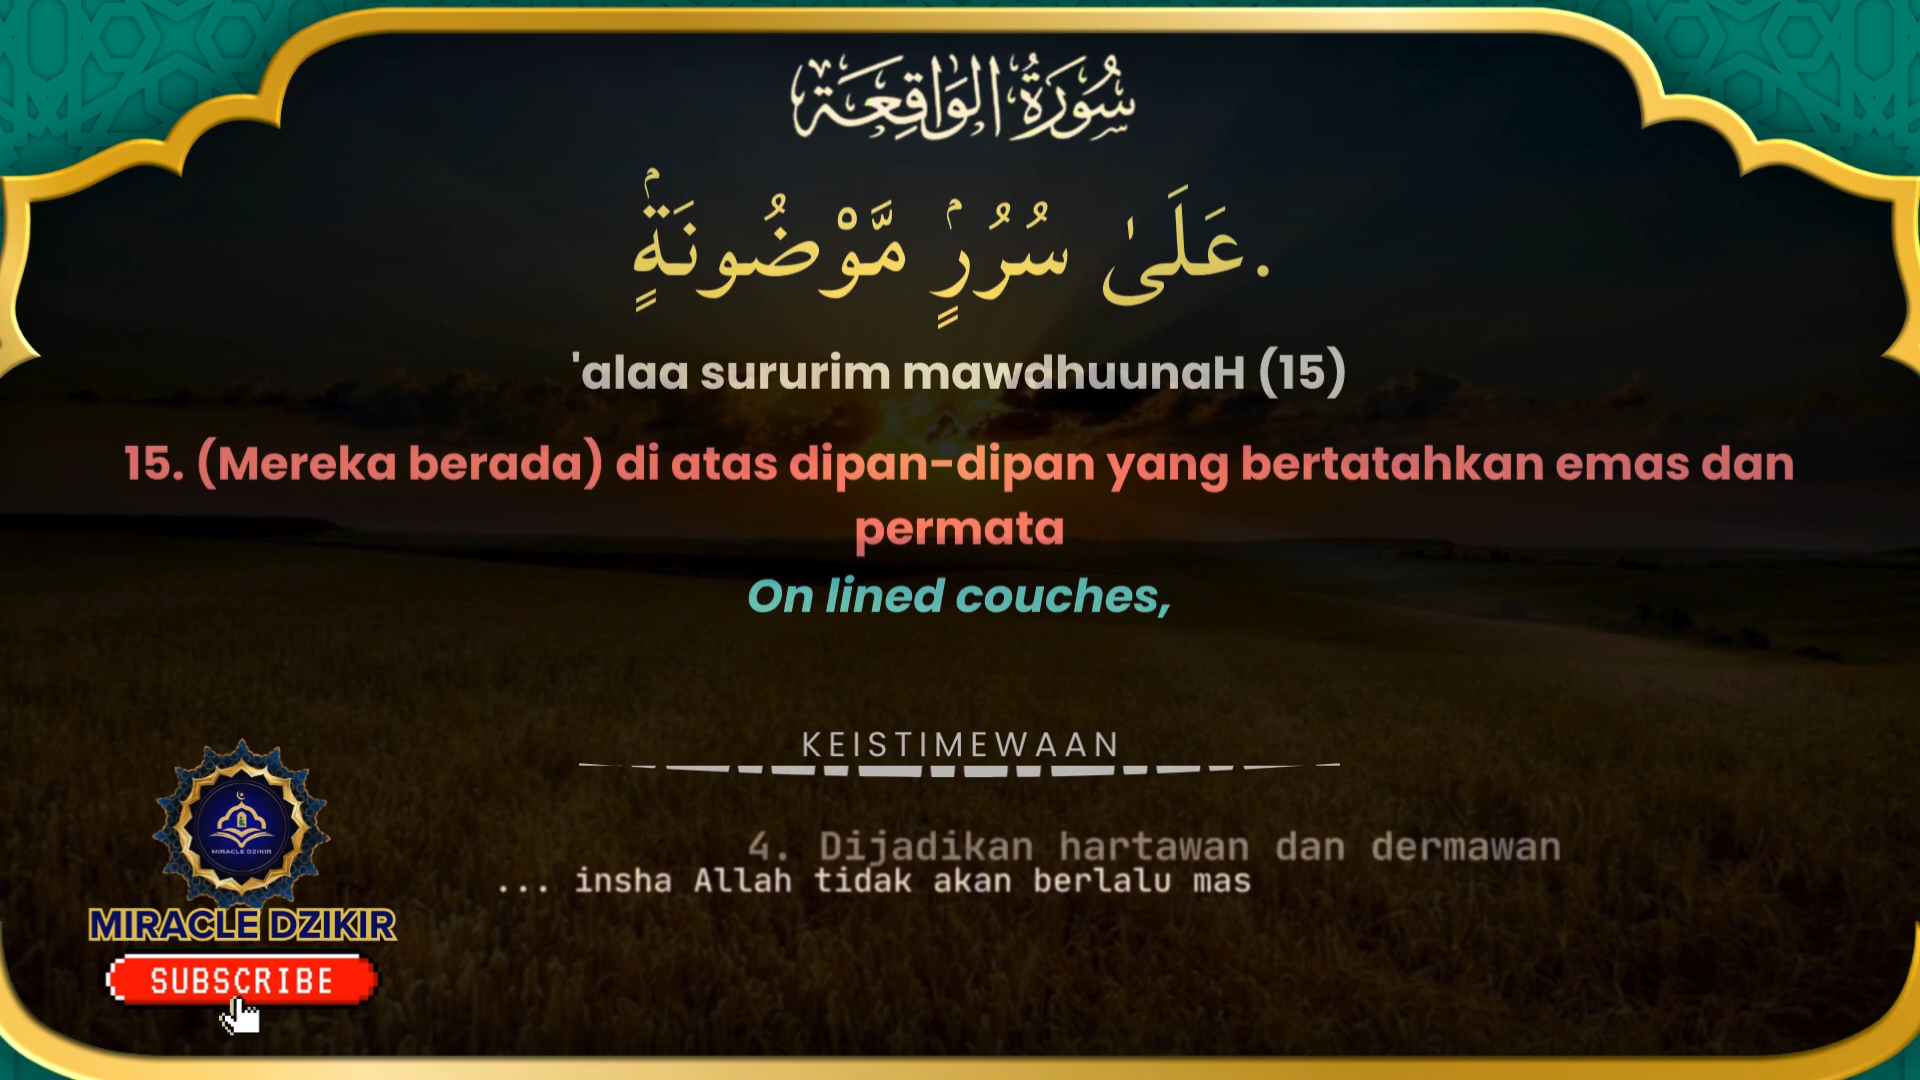 سُورَةُ الوَاقِعَة
عَلَىٰ سُرُرٍۢ مَّوْضُونَةٍۢ.
'alaa sururim mawdhuunaH (15)
15. (Mereka berada) di atas dipan-dipan yang bertatahkan emas dan
permata
On lined couches,
KEISTIMEWAAN
4. Dijadikan hartawan dan dermawan
... insha Allah tidak akan berlalu mas
MIRACLE DZIKIR
MIRACLE DZIKIR
SUBSCRIBE